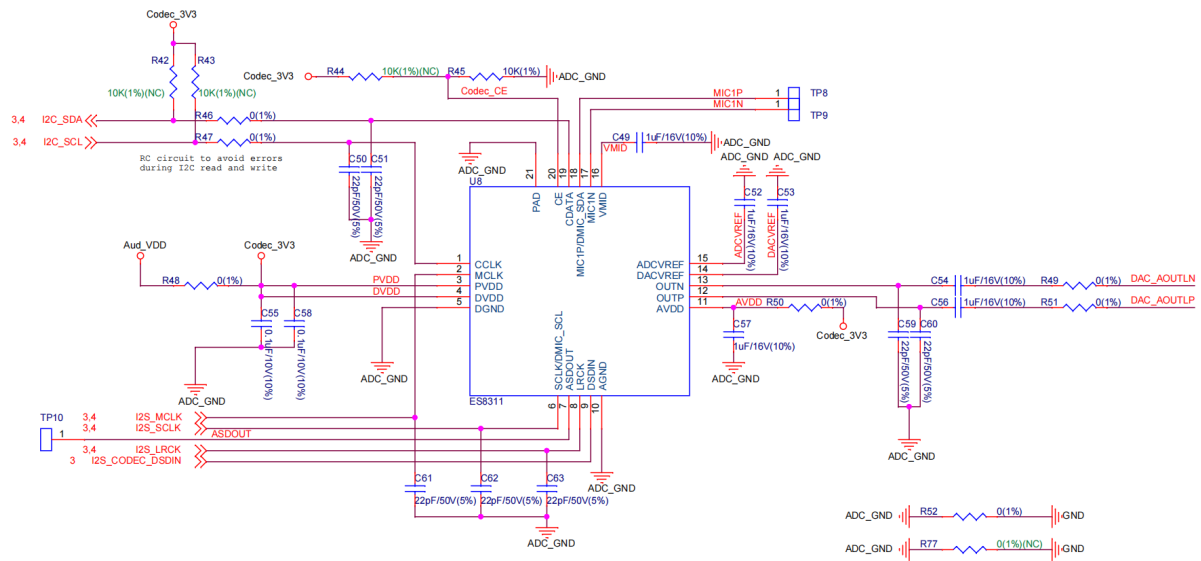 Codec_3V3
R42
R43
10K(1%)(NC)
10K(1%)(NC)
Codec_3V3
R44
10K(1%)(NC)
R45
10K(1%)
ADC_GND
Codec_CE
3,4 I2C_SDA
R46
0(1%)
3,4 I2C_SCL
R47
0(1%)
RC circuit to avoid errors
during I2C read and write
C50
22pF/50V(5%)
C51
22pF/50V(5%)
ADC_GND
ADC_GND
MIC1P
1
TP8
MIC1N
1
TP9
C49
1uF/16V(10%)
VMID
ADC_GND
ADC_GND
ADC_GND
C52
1uF/16V(10%)
C53
1uF/16V(10%)
ADCVREF
DACVREF
U8
21
20
19
18
17
16
PAD
CE
CDATA
MIC1P/DMIC_SDA
MIC1N
VMID
1
CCLK
2
MCLK
3
PVDD
4
DVDD
5
DGND
15
ADCVREF
14
DACVREF
13
OUTN
12
OUTP
11
AVDD
SCLK/DMIC_SCL
ASDOUT
LRCK
DSDIN
AGND
6
7
8
9
10
ES8311
Aud_VDD
Codec_3V3
R48
0(1%)
PVDD
DVDD
C55
0.1uF/10V(10%)
C58
0.1uF/10V(10%)
ADC_GND
ADC_GND
AVDD
R50
0(1%)
Codec_3V3
C57
1uF/16V(10%)
ADC_GND
C54
1uF/16V(10%)
R49
0(1%)
DAC_AOUTLN
C56
1uF/16V(10%)
R51
0(1%)
DAC_AOUTLP
C59
22pF/50V(5%)
C60
22pF/50V(5%)
ADC_GND
TP10
1
3,4 I2S_MCLK
3,4 I2S_SCLK
ASDOUT
3,4 I2S_LRCK
3 I2S_CODEC_DSDIN
C61
22pF/50V(5%)
C62
22pF/50V(5%)
C63
22pF/50V(5%)
ADC_GND
ADC_GND
ADC_GND
R52
0(1%)
GND
ADC_GND
R77
0(1%)(NC)
GND